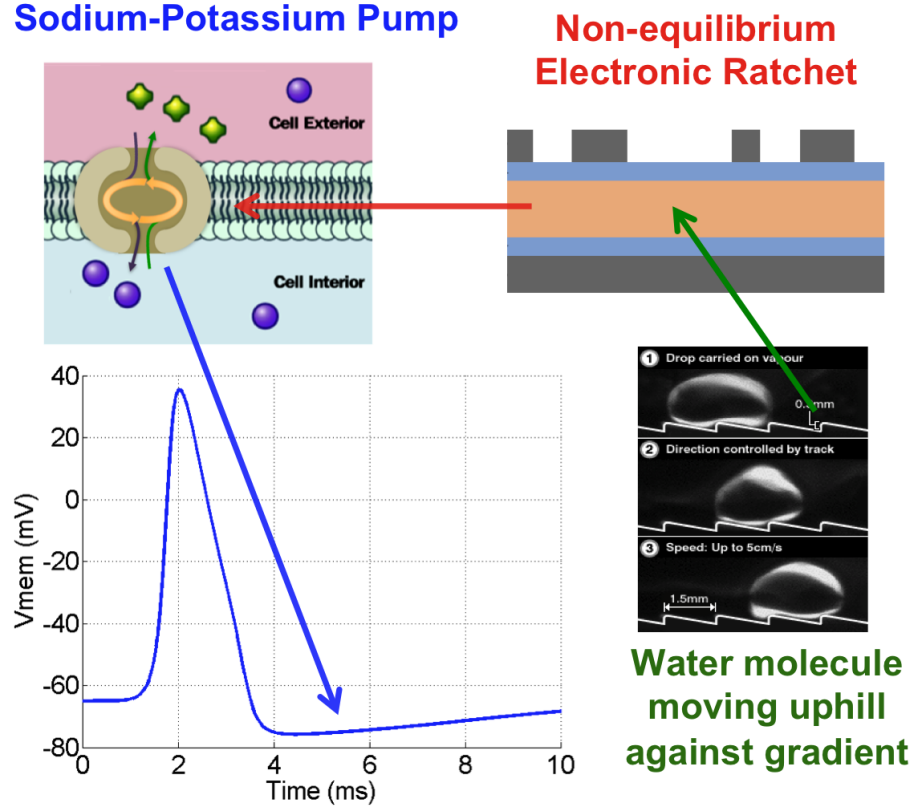 Sodium-Potassium Pump
Non-equilibrium
Electronic Ratchet
Cell Exterior
Cell Interior
1 Drop carried on vapour
2 Direction controlled by track
3 Speed: Up to 5cm/s
1.5mm
40
20
0
-20
-40
-60
-80
Vmem (mV)
0
2
4
6
8
10
Time (ms)
Water molecule
moving uphill
against gradient